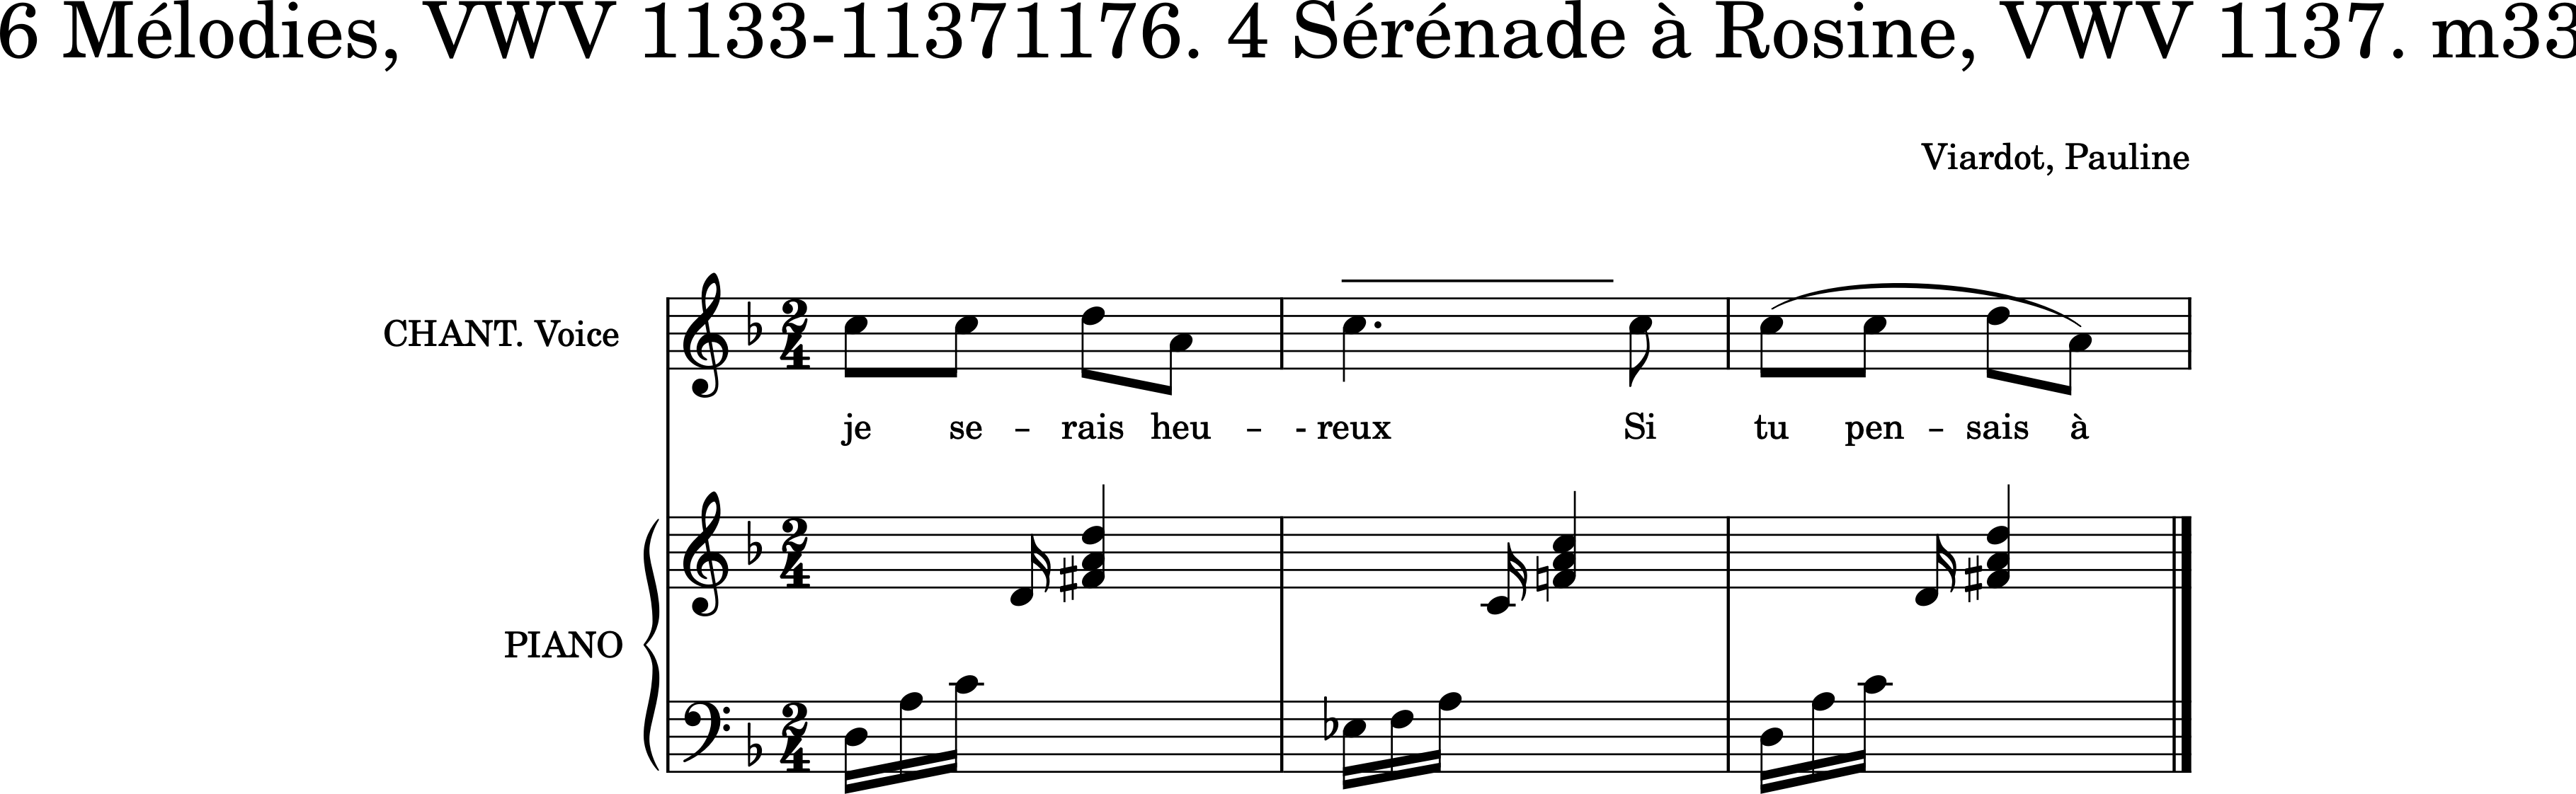 6 Mélodies, VWV 1133-11371176. 4 Sérénade à Rosine, VWV 1137. m33
Viardot, Pauline
CHANT. Voice
je se – rais heu – - reux Si tu pen – sais à
PIANO